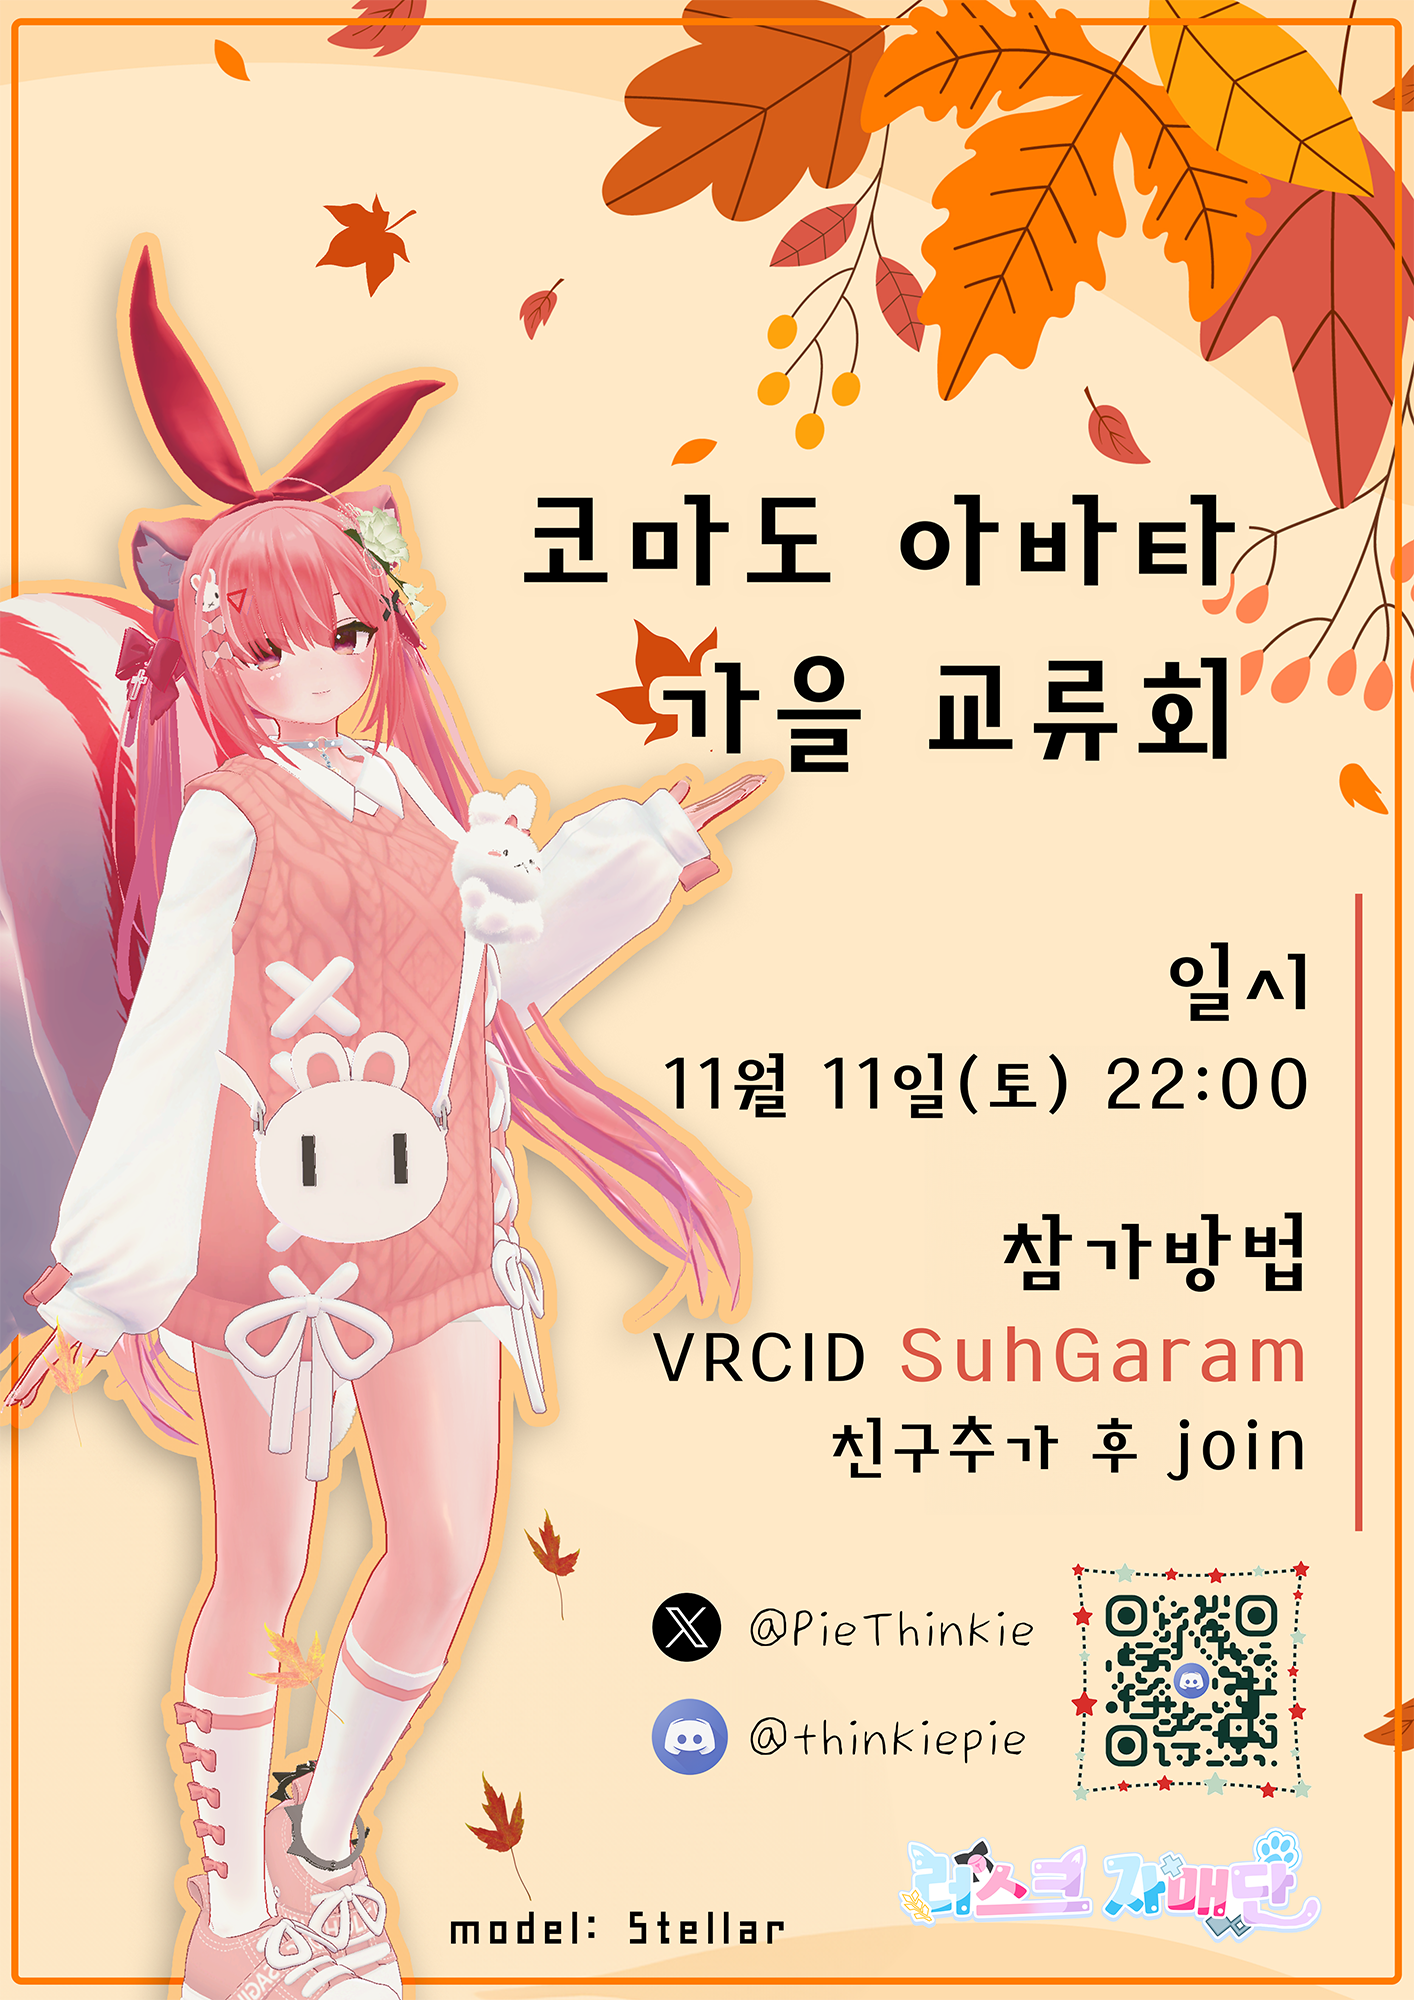 코마도 아바타
가을 교류회
일시
11월 11일(토) 22:00
참가방법
VRCID SuhGaram
친구추가 후 join
@PieThinkie
@thinkiepie
러스크 자매단
model: Stellar